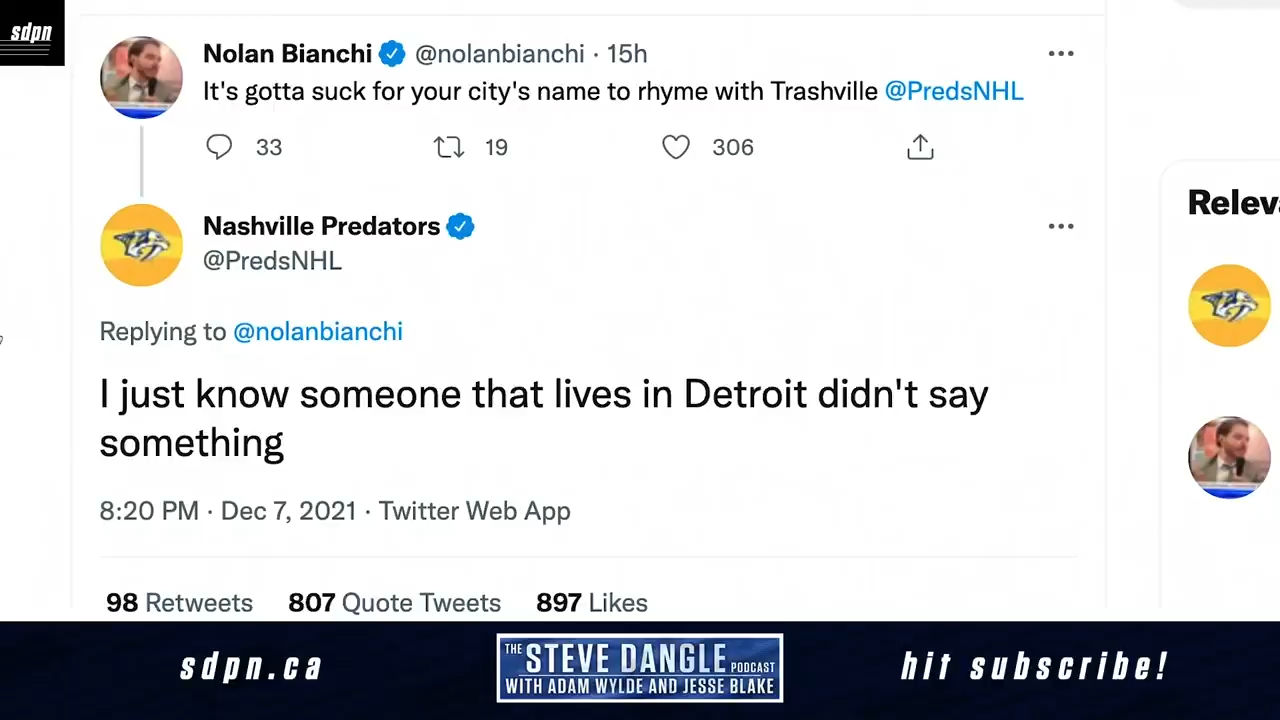 sdpn
Nolan Bianchi @nolanbianchi · 15h
It's gotta suck for your city's name to rhyme with Trashville @PredsNHL
33 19 306
Nashville Predators
@PredsNHL
Replying to @nolanbianchi
I just know someone that lives in Detroit didn't say
something
8:20 PM · Dec 7, 2021 · Twitter Web App
98 Retweets 807 Quote Tweets 897 Likes
Relev
sdpn.ca
THE STEVE DANGLE PODCAST
WITH ADAM WYLDE AND JESSE BLAKE
hit subscribe!